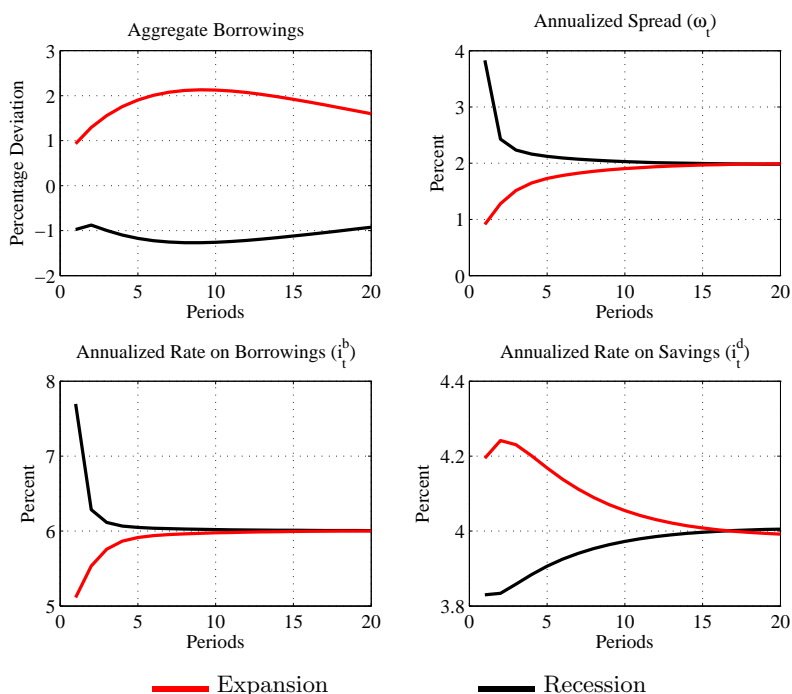 Aggregate Borrowings
Percentage Deviation
3
2
1
0
−1
−2
0 5 10 15 20
Periods
Annualized Spread (ωt)
Percent
4
3
2
1
0
0 5 10 15 20
Periods
Annualized Rate on Borrowings (i_t^b)
Percent
8
7
6
5
0 5 10 15 20
Periods
Annualized Rate on Savings (i_t^d)
Percent
4.4
4.2
4
3.8
0 5 10 15 20
Periods
Expansion Recession